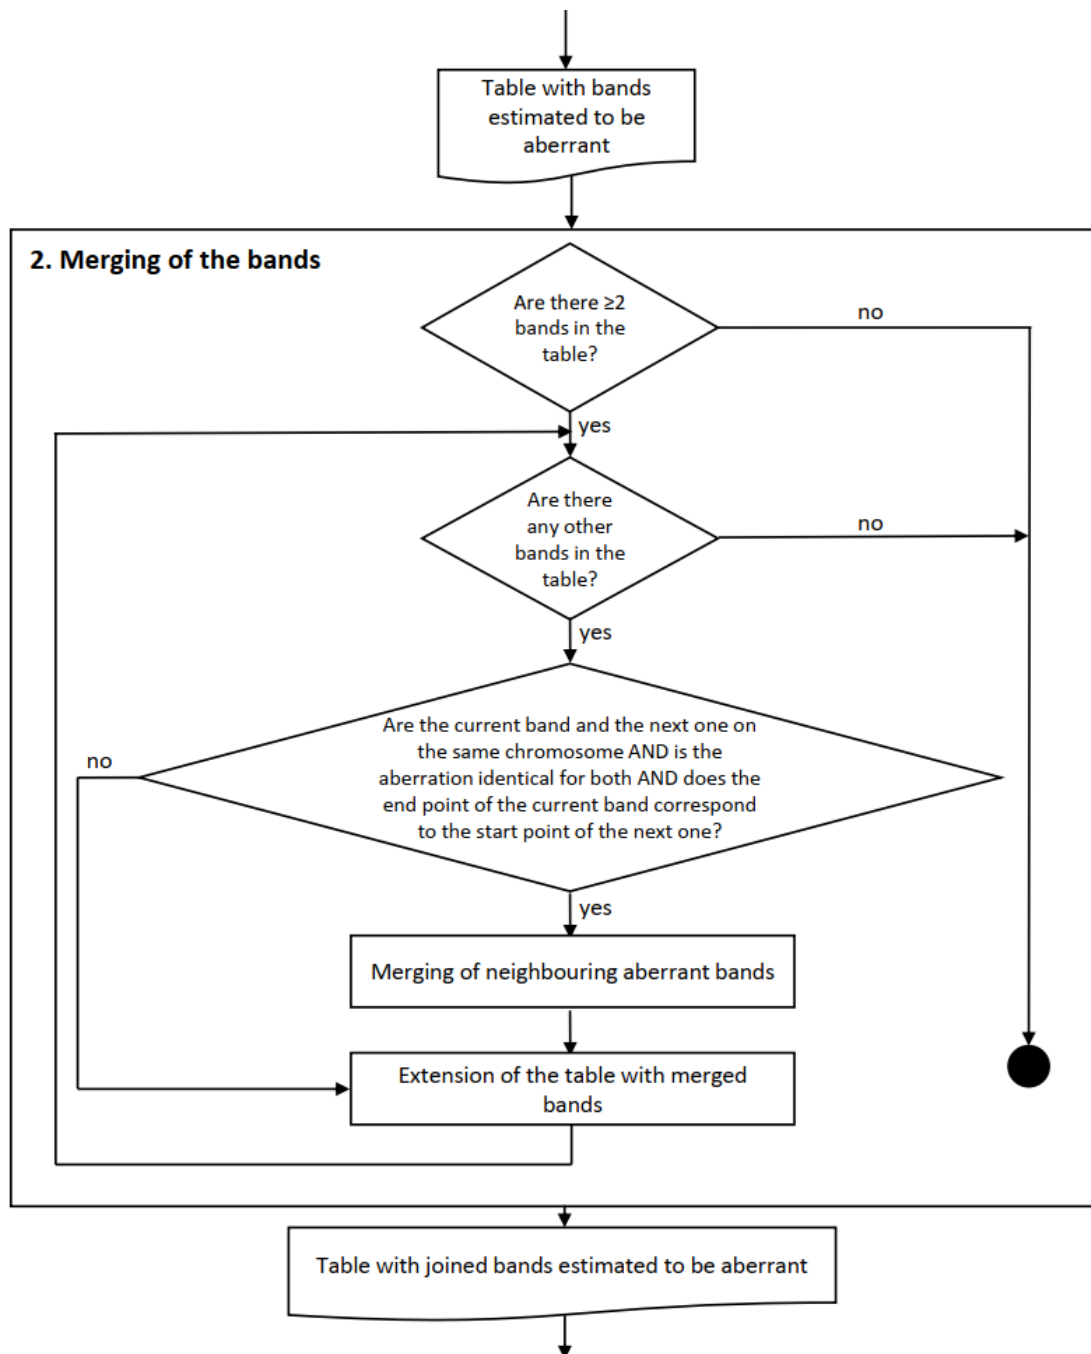 Table with bands
estimated to be
aberrant
2. Merging of the bands
Are there ≥2
bands in the
table?
no
yes
Are there
any other
bands in the
table?
no
yes
Are the current band and the next one on
the same chromosome AND is the
aberration identical for both AND does the
end point of the current band correspond
to the start point of the next one?
no
yes
Merging of neighbouring aberrant bands
Extension of the table with merged
bands
Table with joined bands estimated to be aberrant